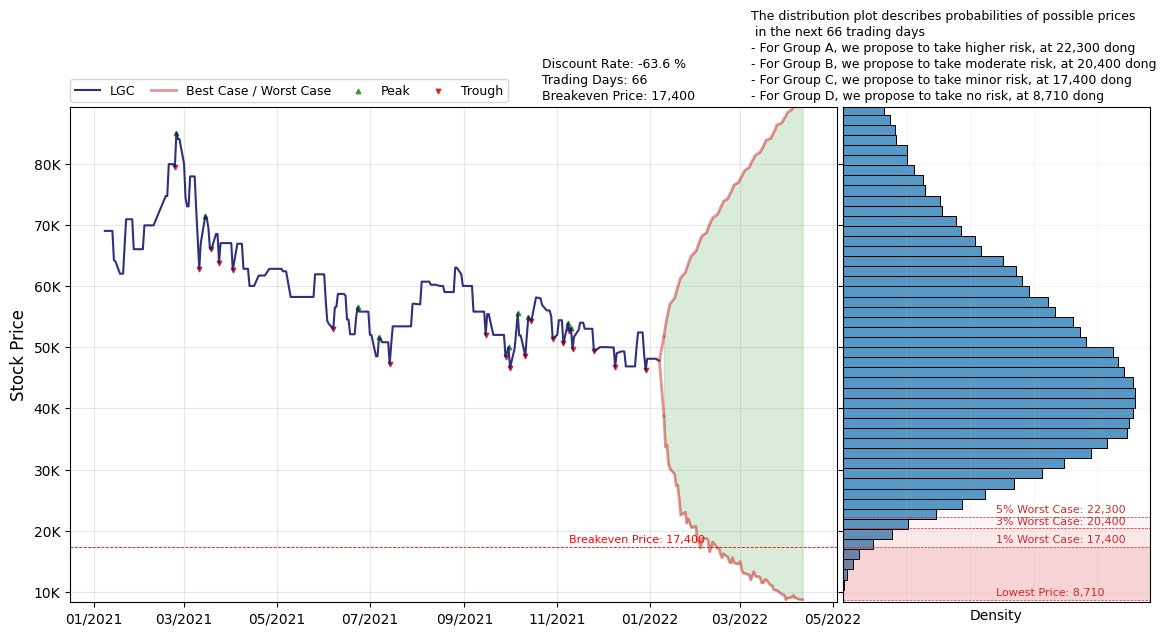 The distribution plot describes probabilities of possible prices
in the next 66 trading days
- For Group A, we propose to take higher risk, at 22,300 dong
- For Group B, we propose to take moderate risk, at 20,400 dong
- For Group C, we propose to take minor risk, at 17,400 dong
- For Group D, we propose to take no risk, at 8,710 dong
Discount Rate: -63.6 %
Trading Days: 66
Breakeven Price: 17,400
LGC
Best Case / Worst Case
Peak
Trough
Stock Price
80K
70K
60K
50K
40K
30K
20K
10K
Breakeven Price: 17,400
01/2021
03/2021
05/2021
07/2021
09/2021
11/2021
01/2022
03/2022
05/2022
5% Worst Case: 22,300
3% Worst Case: 20,400
1% Worst Case: 17,400
Lowest Price: 8,710
Density